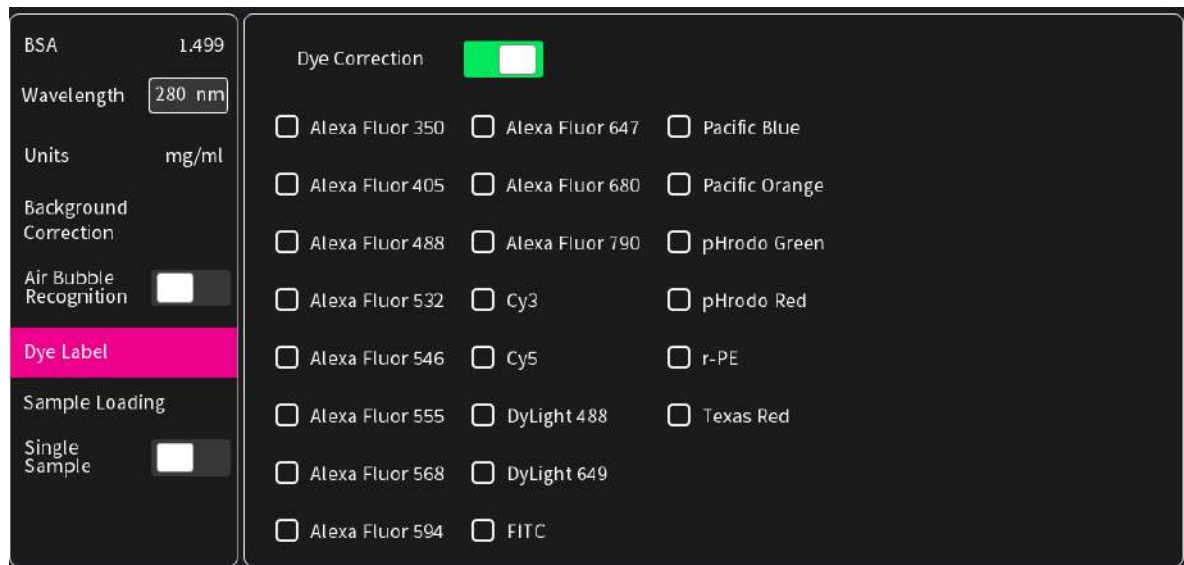 BSA 1.499
Wavelength 280 nm
Units mg/ml
Background
Correction
Air Bubble
Recognition
Dye Label
Sample Loading
Single
Sample
Dye Correction
Alexa Fluor 350 Alexa Fluor 647 Pacific Blue
Alexa Fluor 405 Alexa Fluor 680 Pacific Orange
Alexa Fluor 488 Alexa Fluor 790 pHrodo Green
Alexa Fluor 532 Cy3 pHrodo Red
Alexa Fluor 546 Cy5 r-PE
Alexa Fluor 555 DyLight 488 Texas Red
Alexa Fluor 568 DyLight 649
Alexa Fluor 594 FITC